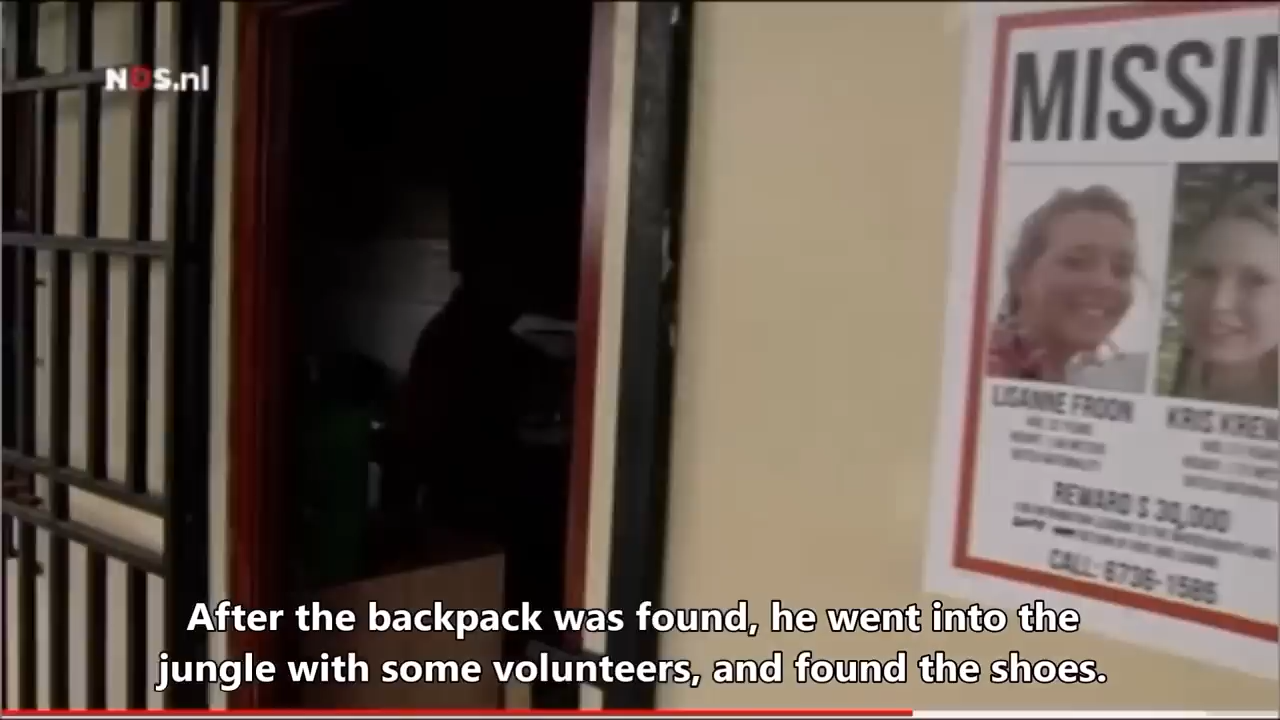 NOS.nl
MISSIN
LISANNE FROON
KRIS KREM
REWARD $ 30,000
CALL: 6736-1585
After the backpack was found, he went into the
jungle with some volunteers, and found the shoes.